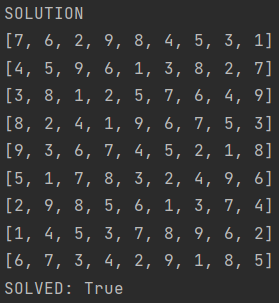 SOLUTION
[7, 6, 2, 9, 8, 4, 5, 3, 1]
[4, 5, 9, 6, 1, 3, 8, 2, 7]
[3, 8, 1, 2, 5, 7, 6, 4, 9]
[8, 2, 4, 1, 9, 6, 7, 5, 3]
[9, 3, 6, 7, 4, 5, 2, 1, 8]
[5, 1, 7, 8, 3, 2, 4, 9, 6]
[2, 9, 8, 5, 6, 1, 3, 7, 4]
[1, 4, 5, 3, 7, 8, 9, 6, 2]
[6, 7, 3, 4, 2, 9, 1, 8, 5]
SOLVED: True